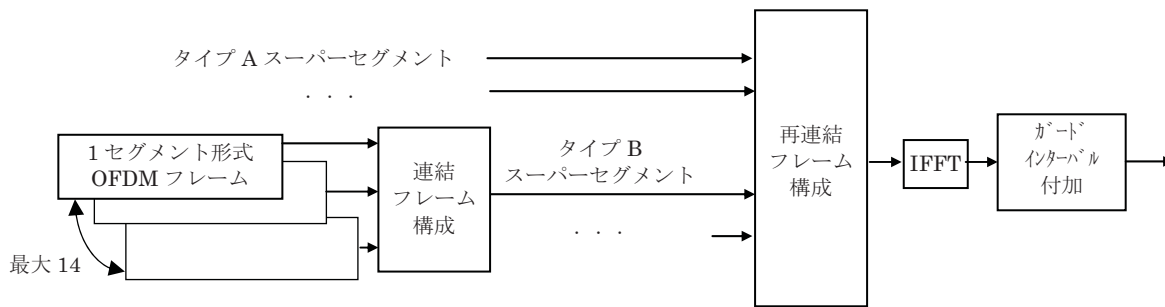 タイプ A スーパーセグメント
. . .
1 セグメント形式
OFDM フレーム
最大 14
連結
フレーム
構成
タイプ B
スーパーセグメント
. . .
再連結
フレーム
構成
IFFT
ｶﾞｰﾄﾞ
ｲﾝﾀｰﾊﾞﾙ
付加